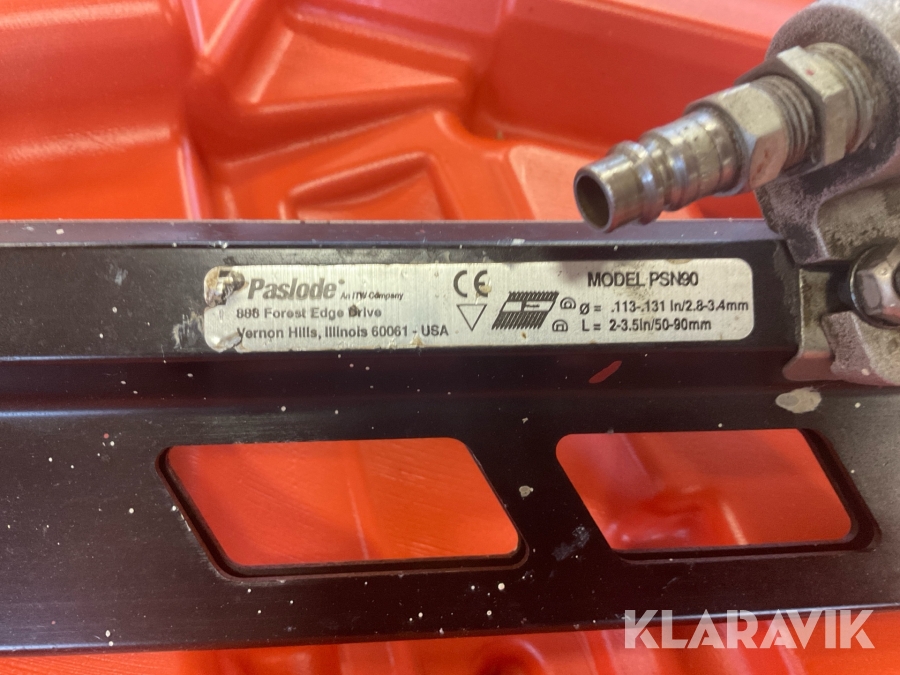 Paslode® An ITW Company
888 Forest Edge Drive
Vernon Hills, Illinois 60061 - USA
CE
MODEL PSN90
Ø = .113-.131 In/2.8-3.4mm
L = 2-3.5in/50-90mm
KLARAVIK